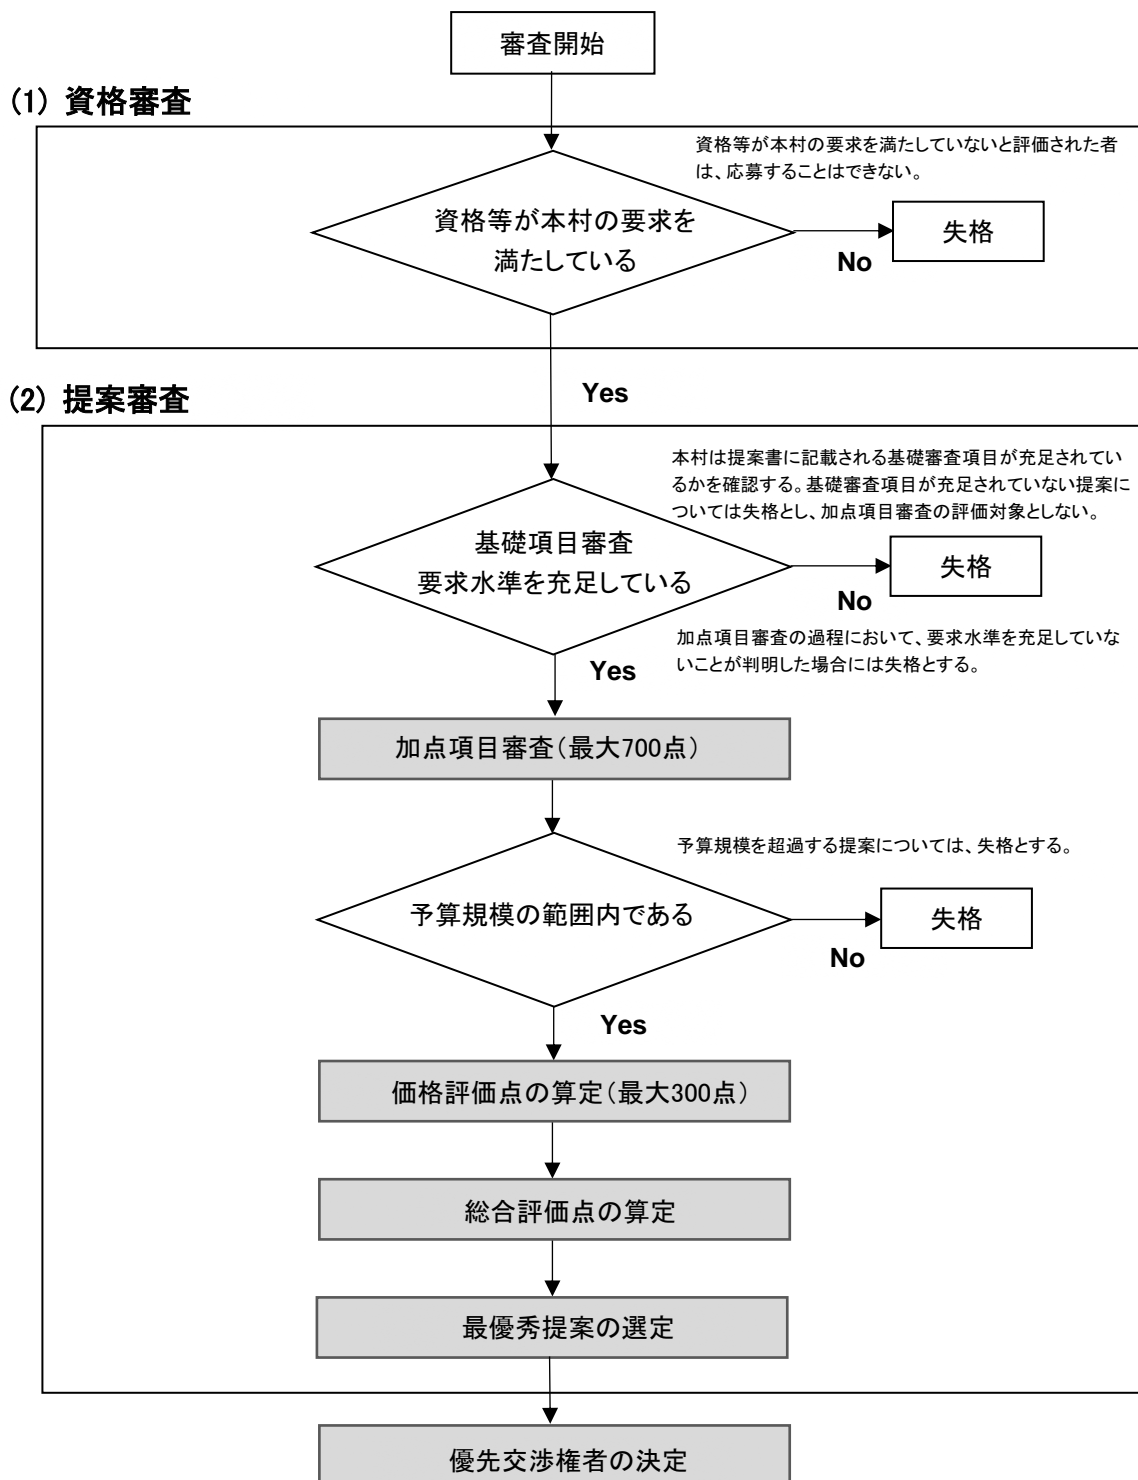 審査開始
(1) 資格審査
資格等が本村の要求を満たしていないと評価された者
は、応募することはできない。
資格等が本村の要求を
満たしている
失格
No
Yes
(2) 提案審査
本村は提案書に記載される基礎審査項目が充足されてい
るかを確認する。基礎審査項目が充足されていない提案に
ついては失格とし、加点項目審査の評価対象としない。
基礎項目審査
要求水準を充足している
失格
No
加点項目審査の過程において、要求水準を充足していな
いことが判明した場合には失格とする。
Yes
加点項目審査（最大700点）
予算規模を超過する提案については、失格とする。
予算規模の範囲内である
失格
No
Yes
価格評価点の算定（最大300点）
総合評価点の算定
最優秀提案の選定
優先交渉権者の決定